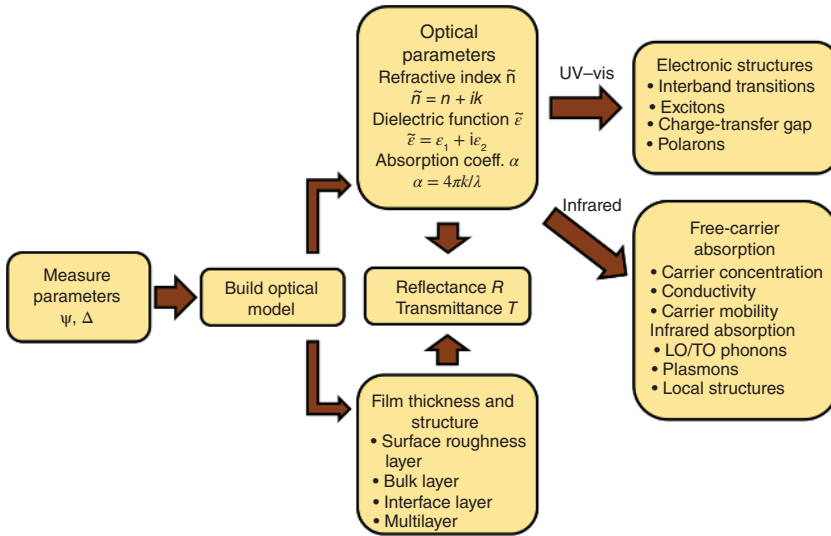 Measure
parameters
Ψ, Δ
Build optical
model
Optical
parameters
Refractive index ñ
ñ = n + ik
Dielectric function ε̃
ε̃ = ε₁ + iε₂
Absorption coeff. α
α = 4πk/λ
Reflectance R
Transmittance T
Film thickness and
structure
• Surface roughness
layer
• Bulk layer
• Interface layer
• Multilayer
UV–vis
Electronic structures
• Interband transitions
• Excitons
• Charge-transfer gap
• Polarons
Infrared
Free-carrier
absorption
• Carrier concentration
• Conductivity
• Carrier mobility
Infrared absorption
• LO/TO phonons
• Plasmons
• Local structures